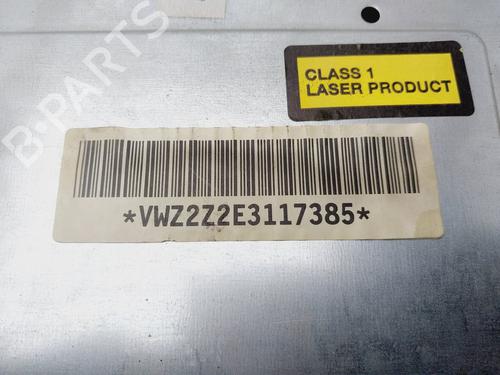 B-PARTS
CLASS 1
LASER PRODUCT
*VWZ2Z2E3117385*